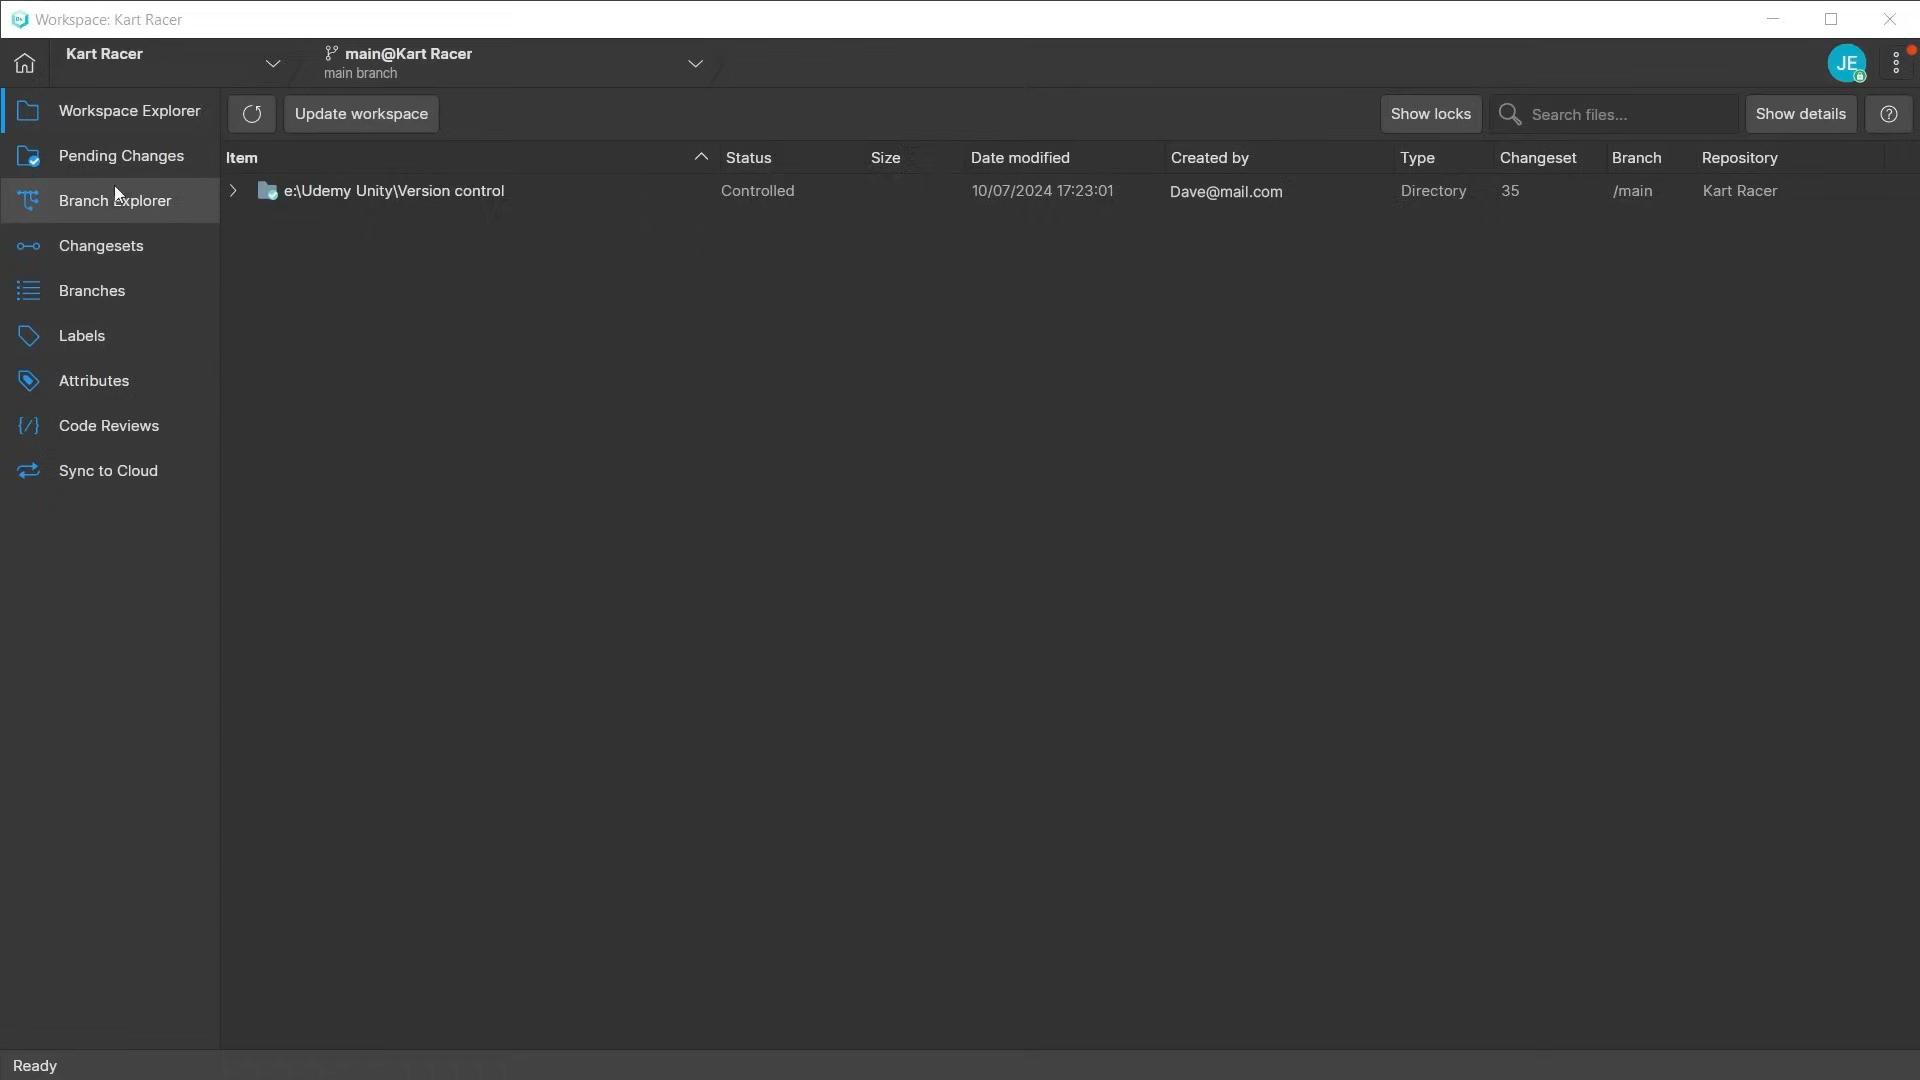 Workspace: Kart Racer
Kart Racer
main@Kart Racer
main branch
JE
Workspace Explorer
Update workspace
Show locks
Search files...
Show details
Pending Changes
Item Status Size Date modified Created by Type Changeset Branch Repository
Branch Explorer
e:\Udemy Unity\Version control Controlled 10/07/2024 17:23:01 Dave@mail.com Directory 35 /main Kart Racer
Changesets
Branches
Labels
Attributes
Code Reviews
Sync to Cloud
Ready